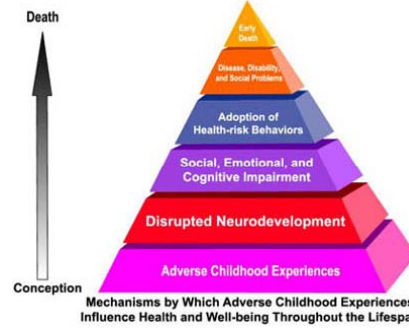 Death
Early
Death
Disease, Disability,
and Social Problems
Adoption of
Health-risk Behaviors
Social, Emotional, and
Cognitive Impairment
Disrupted Neurodevelopment
Adverse Childhood Experiences
Conception
Mechanisms by Which Adverse Childhood Experiences
Influence Health and Well-being Throughout the Lifespa